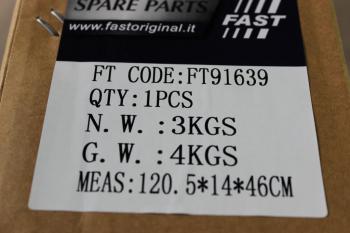 SPARE PARTS
www.fastoriginal.it
FAST
FT CODE:FT91639
QTY:1PCS
N.W.:3KGS
G.W.:4KGS
MEAS:120.5*14*46CM